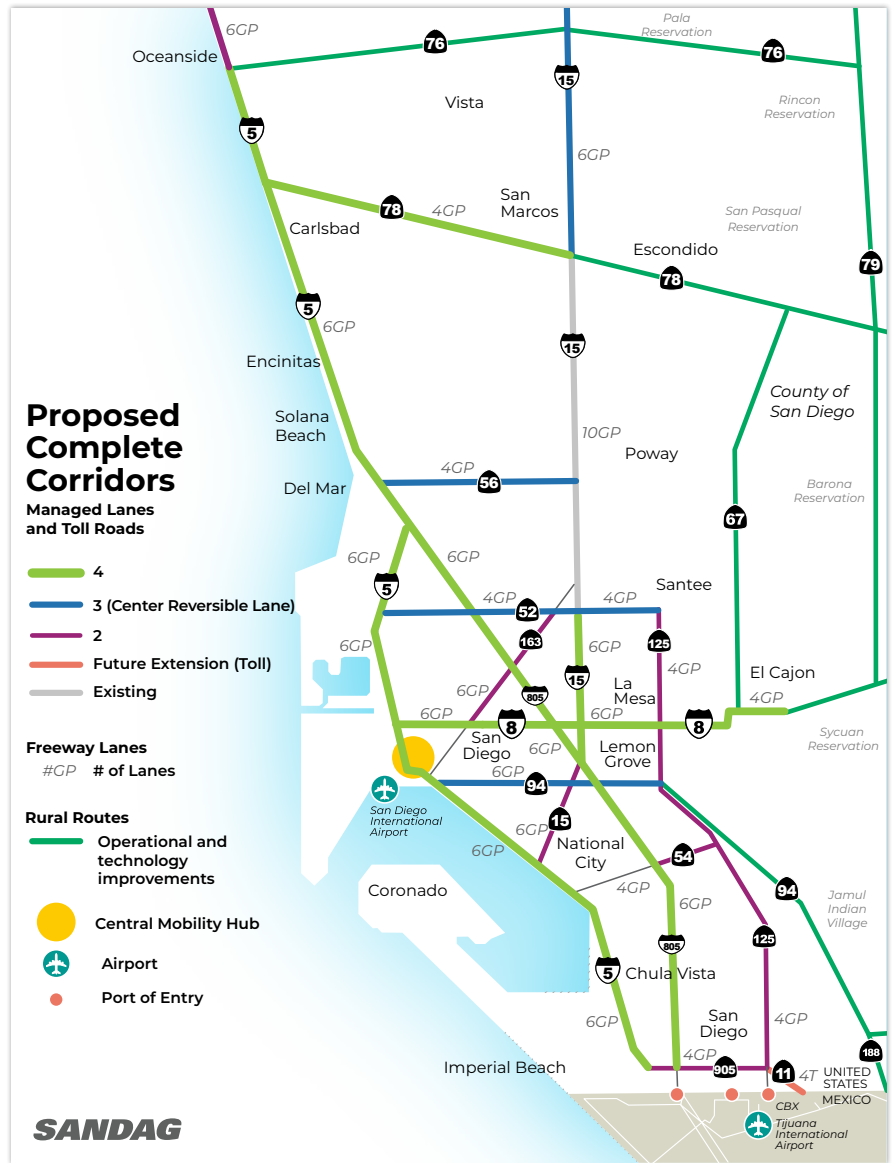 6GP
Pala
Reservation
76
Oceanside
76
15
Vista
Rincon
Reservation
5
6GP
San
Marcos
78
4GP
San Pasqual
Reservation
Carlsbad
Escondido
79
78
5
6GP
15
Encinitas
County of
San Diego
Proposed
Complete
Corridors
Solana
Beach
10GP
Poway
4GP
56
Del Mar
Barona
Reservation
Managed Lanes
and Toll Roads
67
4
6GP
6GP
5
Santee
3 (Center Reversible Lane)
4GP
52
4GP
2
163
125
6GP
6GP
Future Extension (Toll)
4GP
El Cajon
15
La
Mesa
Existing
6GP
805
4GP
6GP
8
6GP
8
San
Diego
6GP
Lemon
Grove
Sycuan
Reservation
Freeway Lanes
#GP
# of Lanes
6GP
94
San Diego
International
Airport
Rural Routes
15
6GP
Operational and
technology
improvements
6GP
National
City
54
4GP
Coronado
94
6GP
Jamul
Indian
Village
Central Mobility Hub
125
805
Airport
5
Chula Vista
Port of Entry
6GP
San
Diego
4GP
4GP
188
Imperial Beach
905
11
4T
UNITED
STATES
MEXICO
CBX
Tijuana
International
Airport
SANDAG